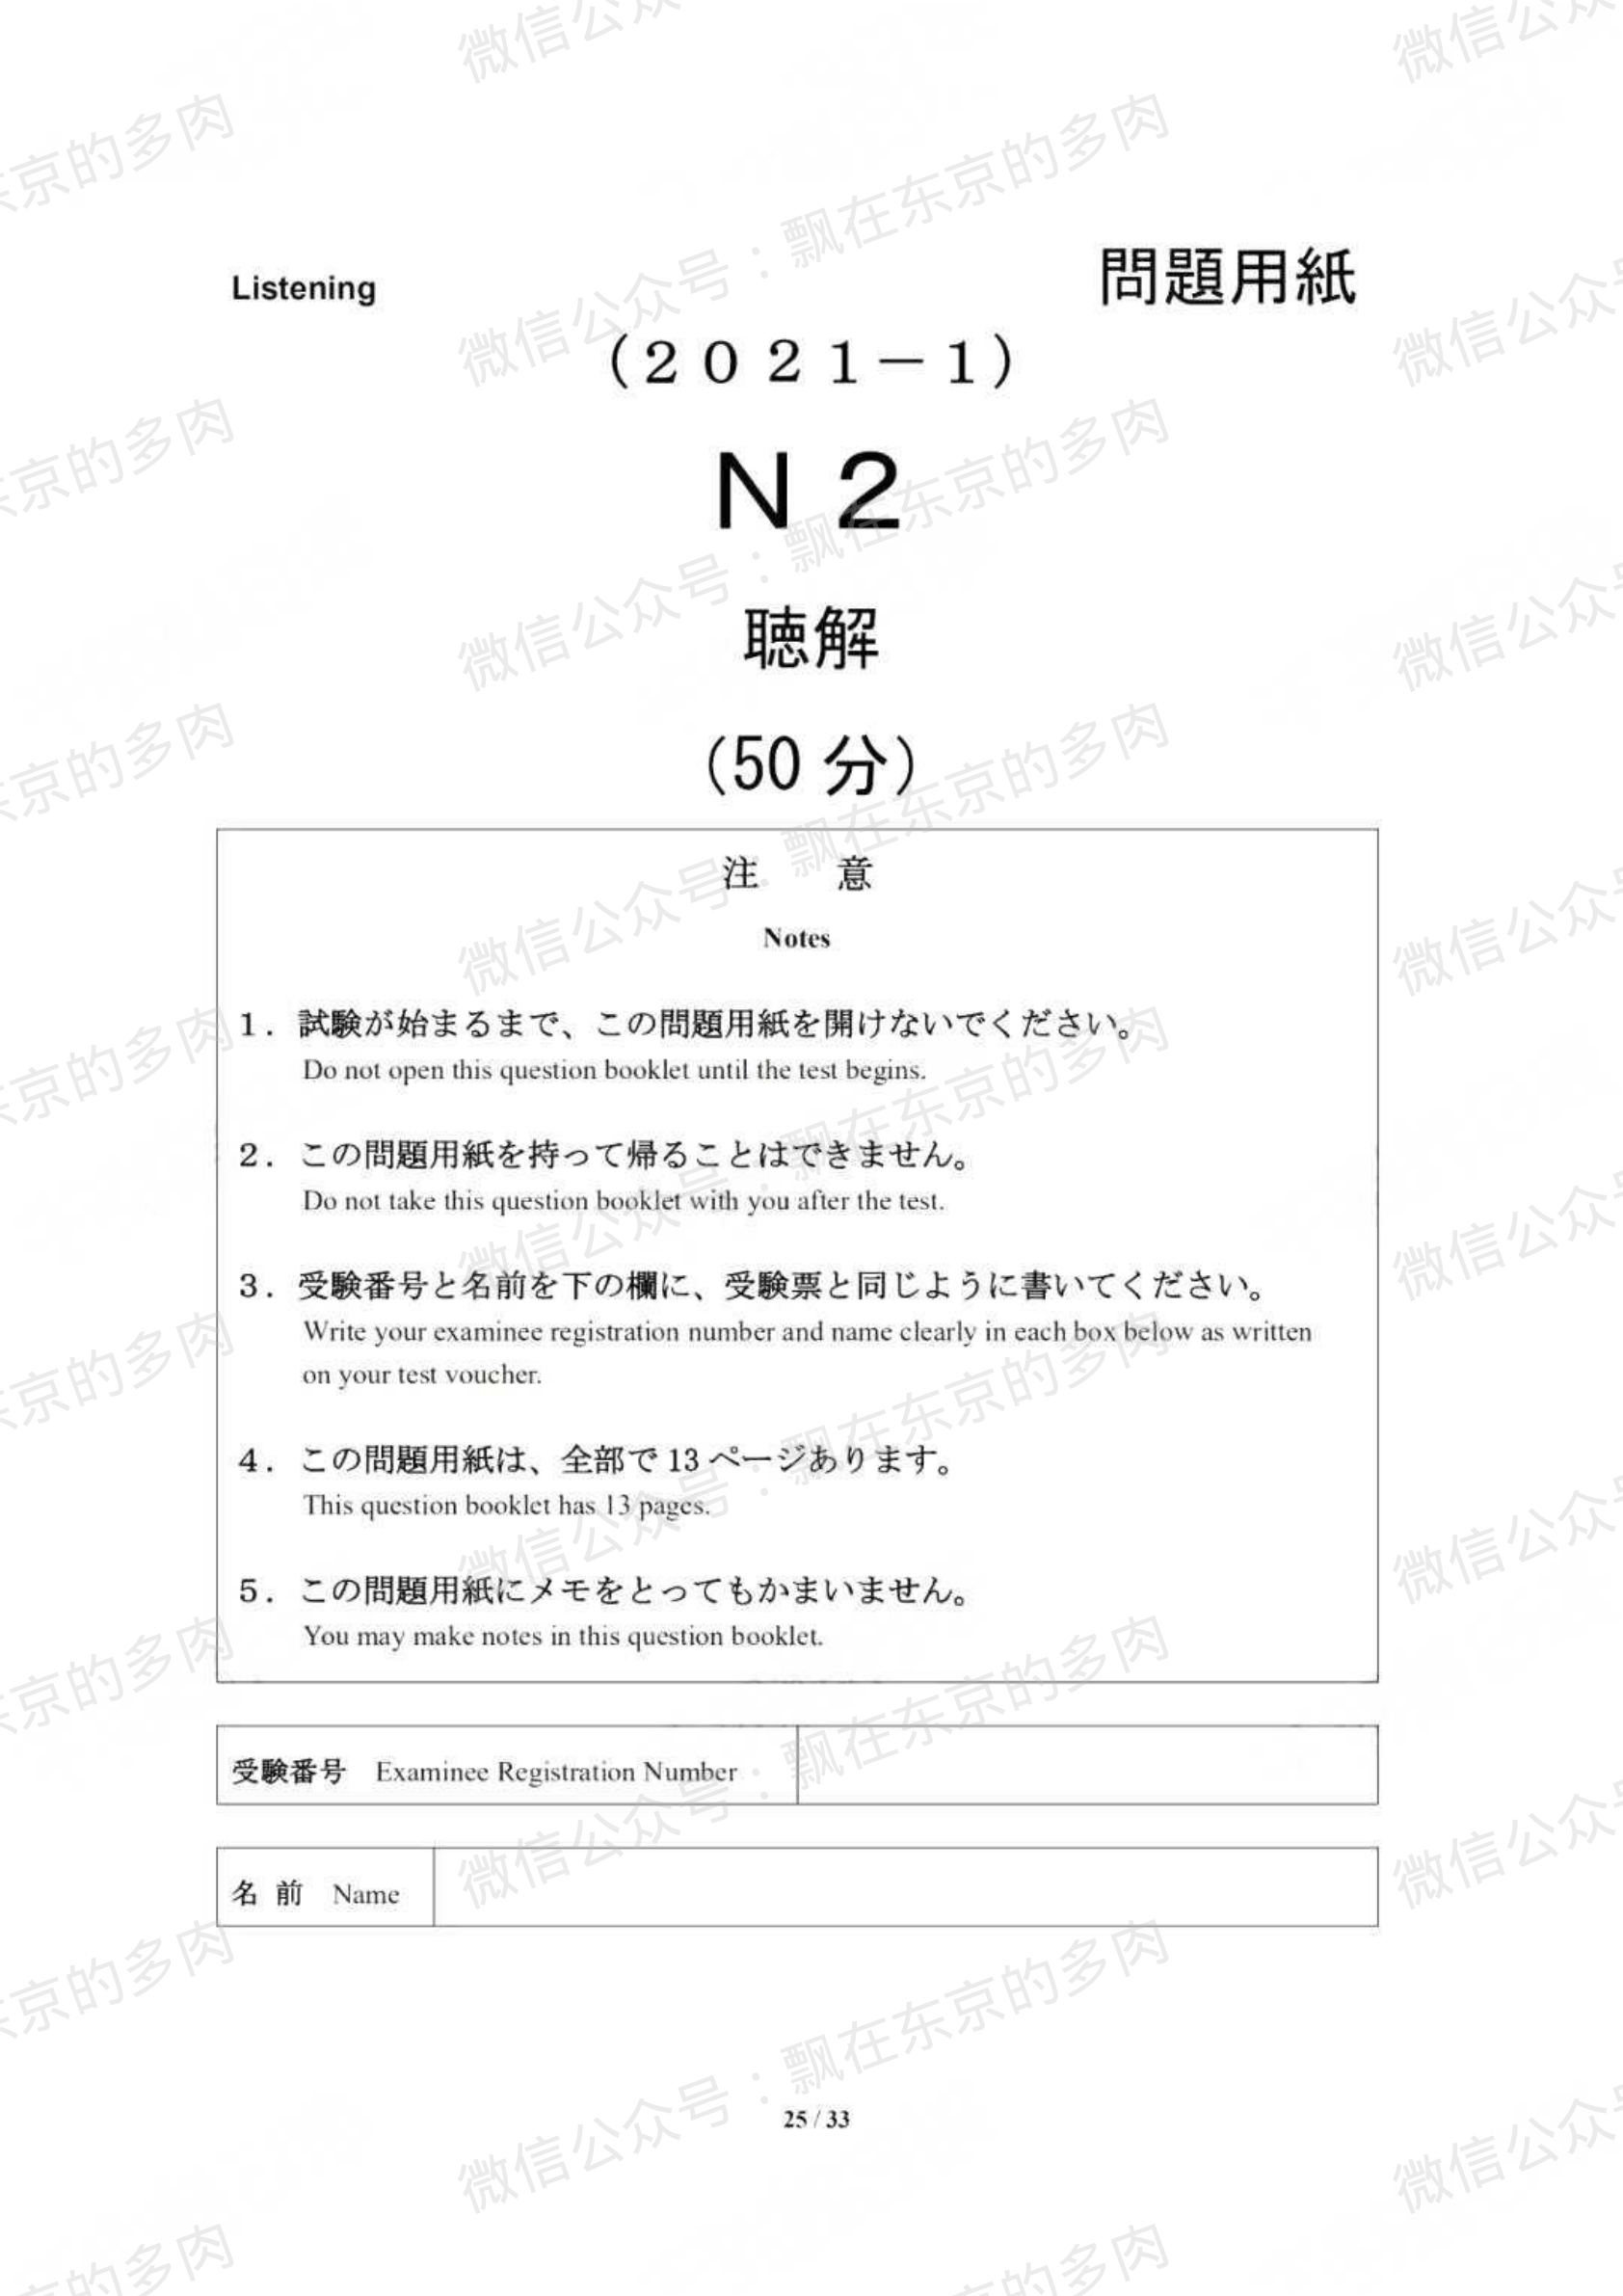 Listening
問題用紙
（２０２１－１）
N 2
聴解
（50 分）
注 意
Notes
1. 試験が始まるまで、この問題用紙を開けないでください。
Do not open this question booklet until the test begins.
2. この問題用紙を持って帰ることはできません。
Do not take this question booklet with you after the test.
3. 受験番号と名前を下の欄に、受験票と同じように書いてください。
Write your examinee registration number and name clearly in each box below as written
on your test voucher.
4. この問題用紙は、全部で 13 ページあります。
This question booklet has 13 pages.
5. この問題用紙にメモをとってもかまいません。
You may make notes in this question booklet.
受験番号 Examinee Registration Number
名 前 Name
25 / 33
微信公众号：飘在东京的多肉